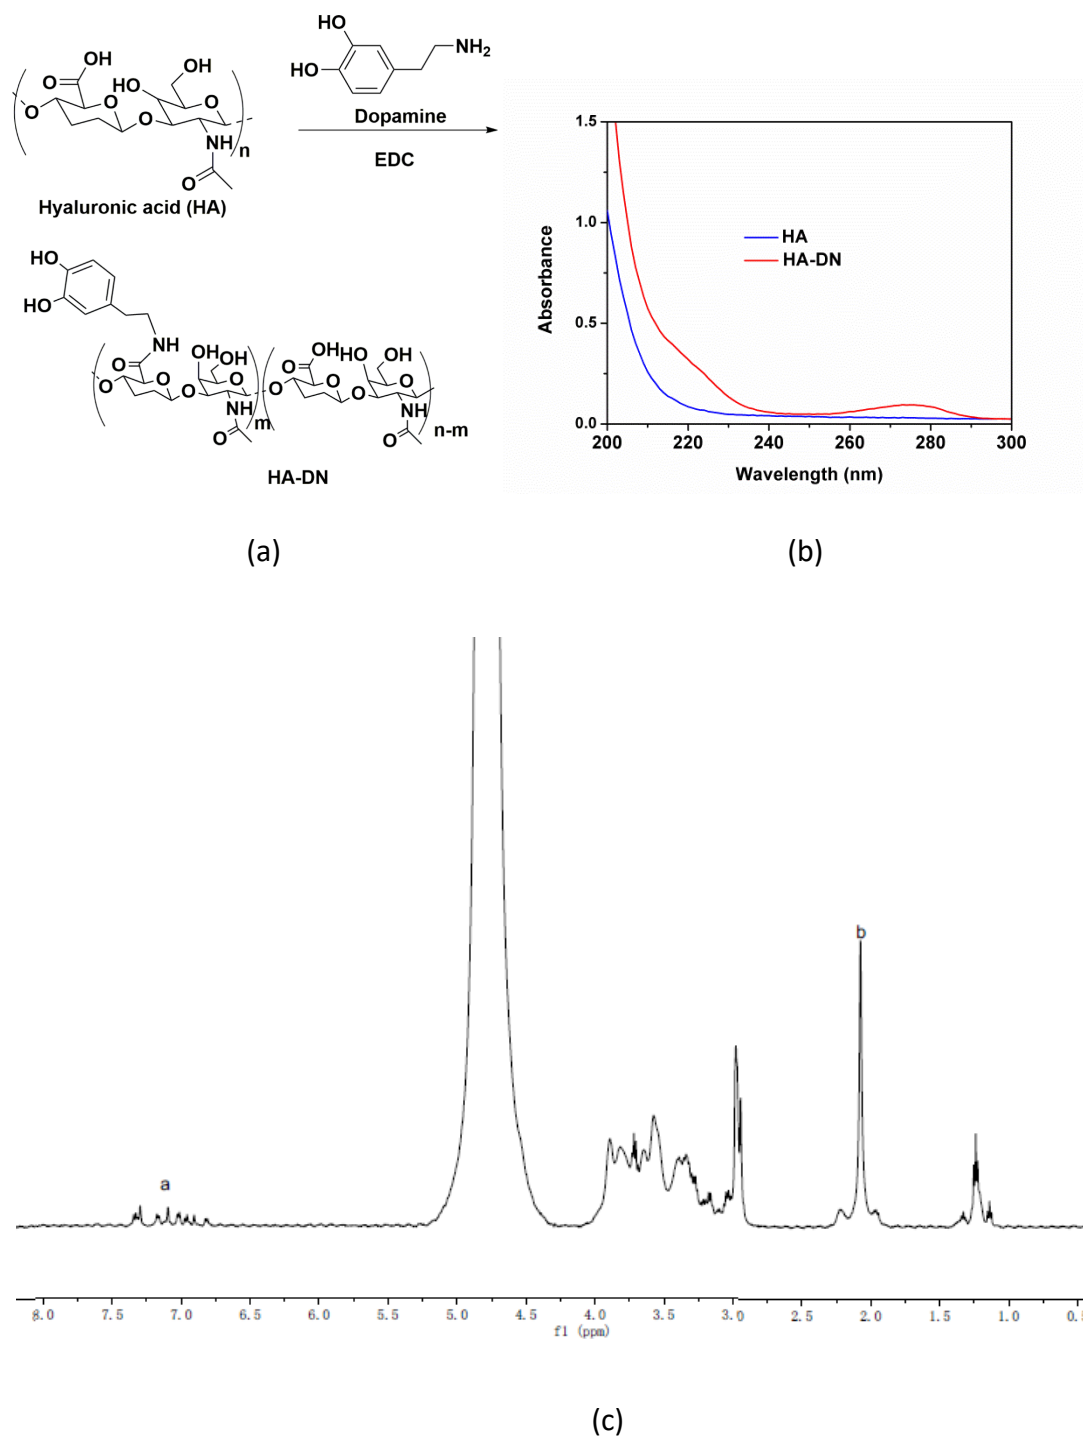 HO
HO
NH2
Dopamine
EDC
OH
O
O
O
HO
OH
O
O
NH
n
O
Hyaluronic acid (HA)
HO
HO
NH
O
O
O
O
OH
OH
O
O
NH
O
m
O
OH
O
O
HO
OH
O
NH
O
n-m
HA-DN
(a)
1.5
1.0
0.5
0.0
Absorbance
HA
HA-DN
200 220 240 260 280 300
Wavelength (nm)
(b)
a
b
8.0 7.5 7.0 6.5 6.0 5.5 5.0 4.5 4.0 3.5 3.0 2.5 2.0 1.5 1.0
f1 (ppm)
(c)